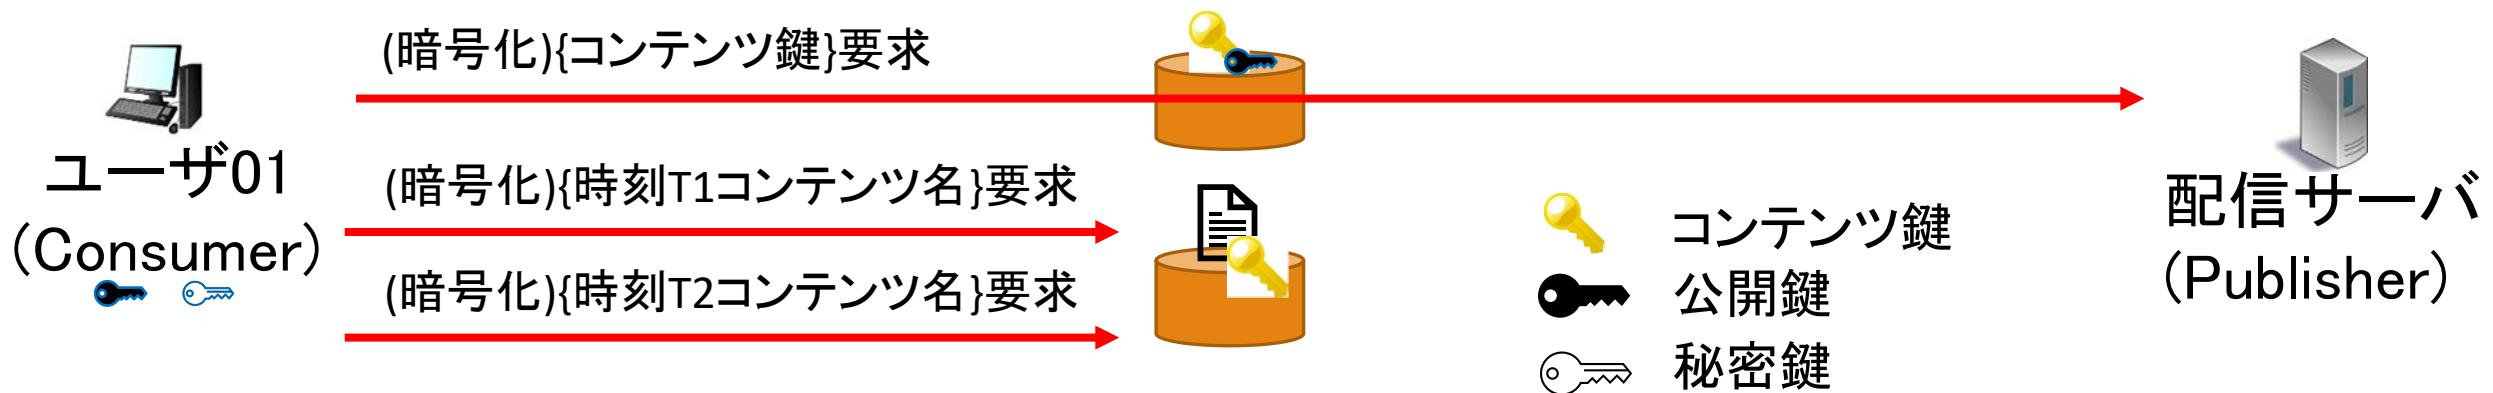 (暗号化){コンテンツ鍵}要求
ユーザ01
(Consumer)
(暗号化){時刻T1コンテンツ名}要求
(暗号化){時刻T2コンテンツ名}要求
コンテンツ鍵
公開鍵
秘密鍵
配信サーバ
(Publisher)